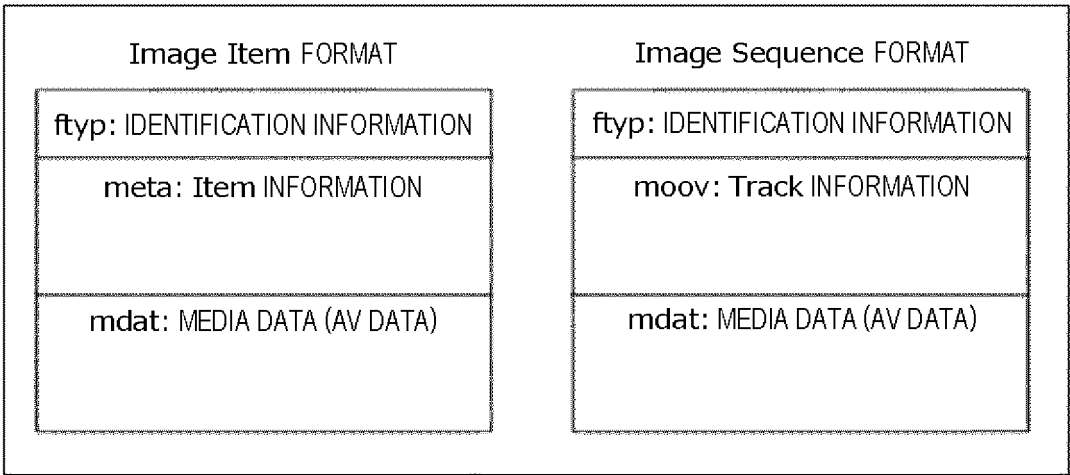 Image Item FORMAT
ftyp: IDENTIFICATION INFORMATION
meta: Item INFORMATION
mdat: MEDIA DATA (AV DATA)
Image Sequence FORMAT
ftyp: IDENTIFICATION INFORMATION
moov: Track INFORMATION
mdat: MEDIA DATA (AV DATA)